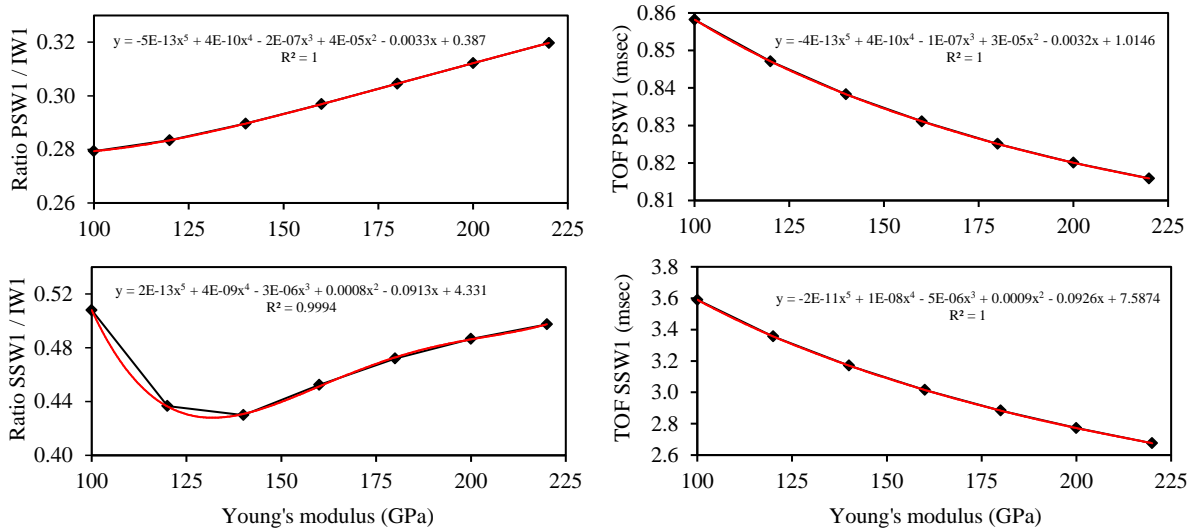 Ratio PSW1 / IW1
0.32
0.30
0.28
0.26
y = -5E-13x⁵ + 4E-10x⁴ - 2E-07x³ + 4E-05x² - 0.0033x + 0.387
R² = 1
100 125 150 175 200 225
TOF PSW1 (msec)
0.86
0.85
0.84
0.83
0.82
0.81
y = -4E-13x⁵ + 4E-10x⁴ - 1E-07x³ + 3E-05x² - 0.0032x + 1.0146
R² = 1
100 125 150 175 200 225
Ratio SSW1 / IW1
0.52
0.48
0.44
0.40
y = 2E-13x⁵ + 4E-09x⁴ - 3E-06x³ + 0.0008x² - 0.0913x + 4.331
R² = 0.9994
100 125 150 175 200 225
Young's modulus (GPa)
TOF SSW1 (msec)
3.8
3.6
3.4
3.2
3.0
2.8
2.6
y = -2E-11x⁵ + 1E-08x⁴ - 5E-06x³ + 0.0009x² - 0.0926x + 7.5874
R² = 1
100 125 150 175 200 225
Young's modulus (GPa)